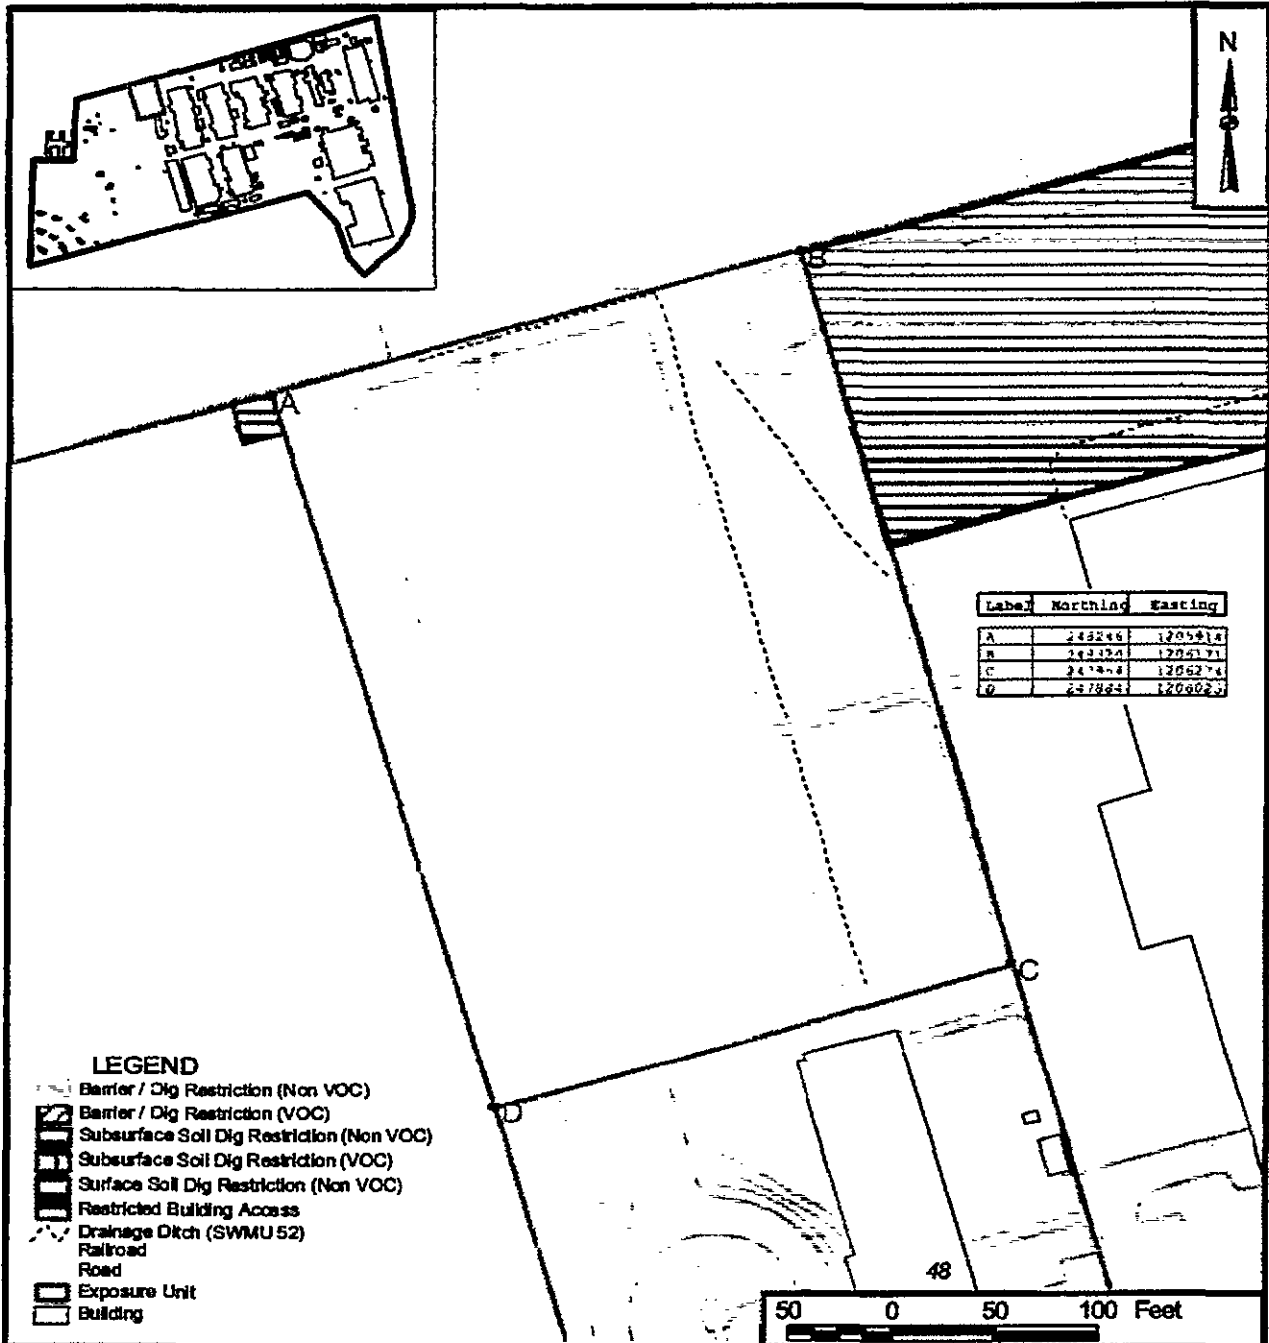 N
B
A
Label Northing Easting
A
C
D
C
D
LEGEND
Barrier / Dig Restriction (Non VOC)
Barrier / Dig Restriction (VOC)
Subsurface Soil Dig Restriction (Non VOC)
Subsurface Soil Dig Restriction (VOC)
Surface Soil Dig Restriction (Non VOC)
Restricted Building Access
Drainage Ditch (SWMU 52)
Railroad
Road
Exposure Unit
Building
48
50 0 50 100 Feet